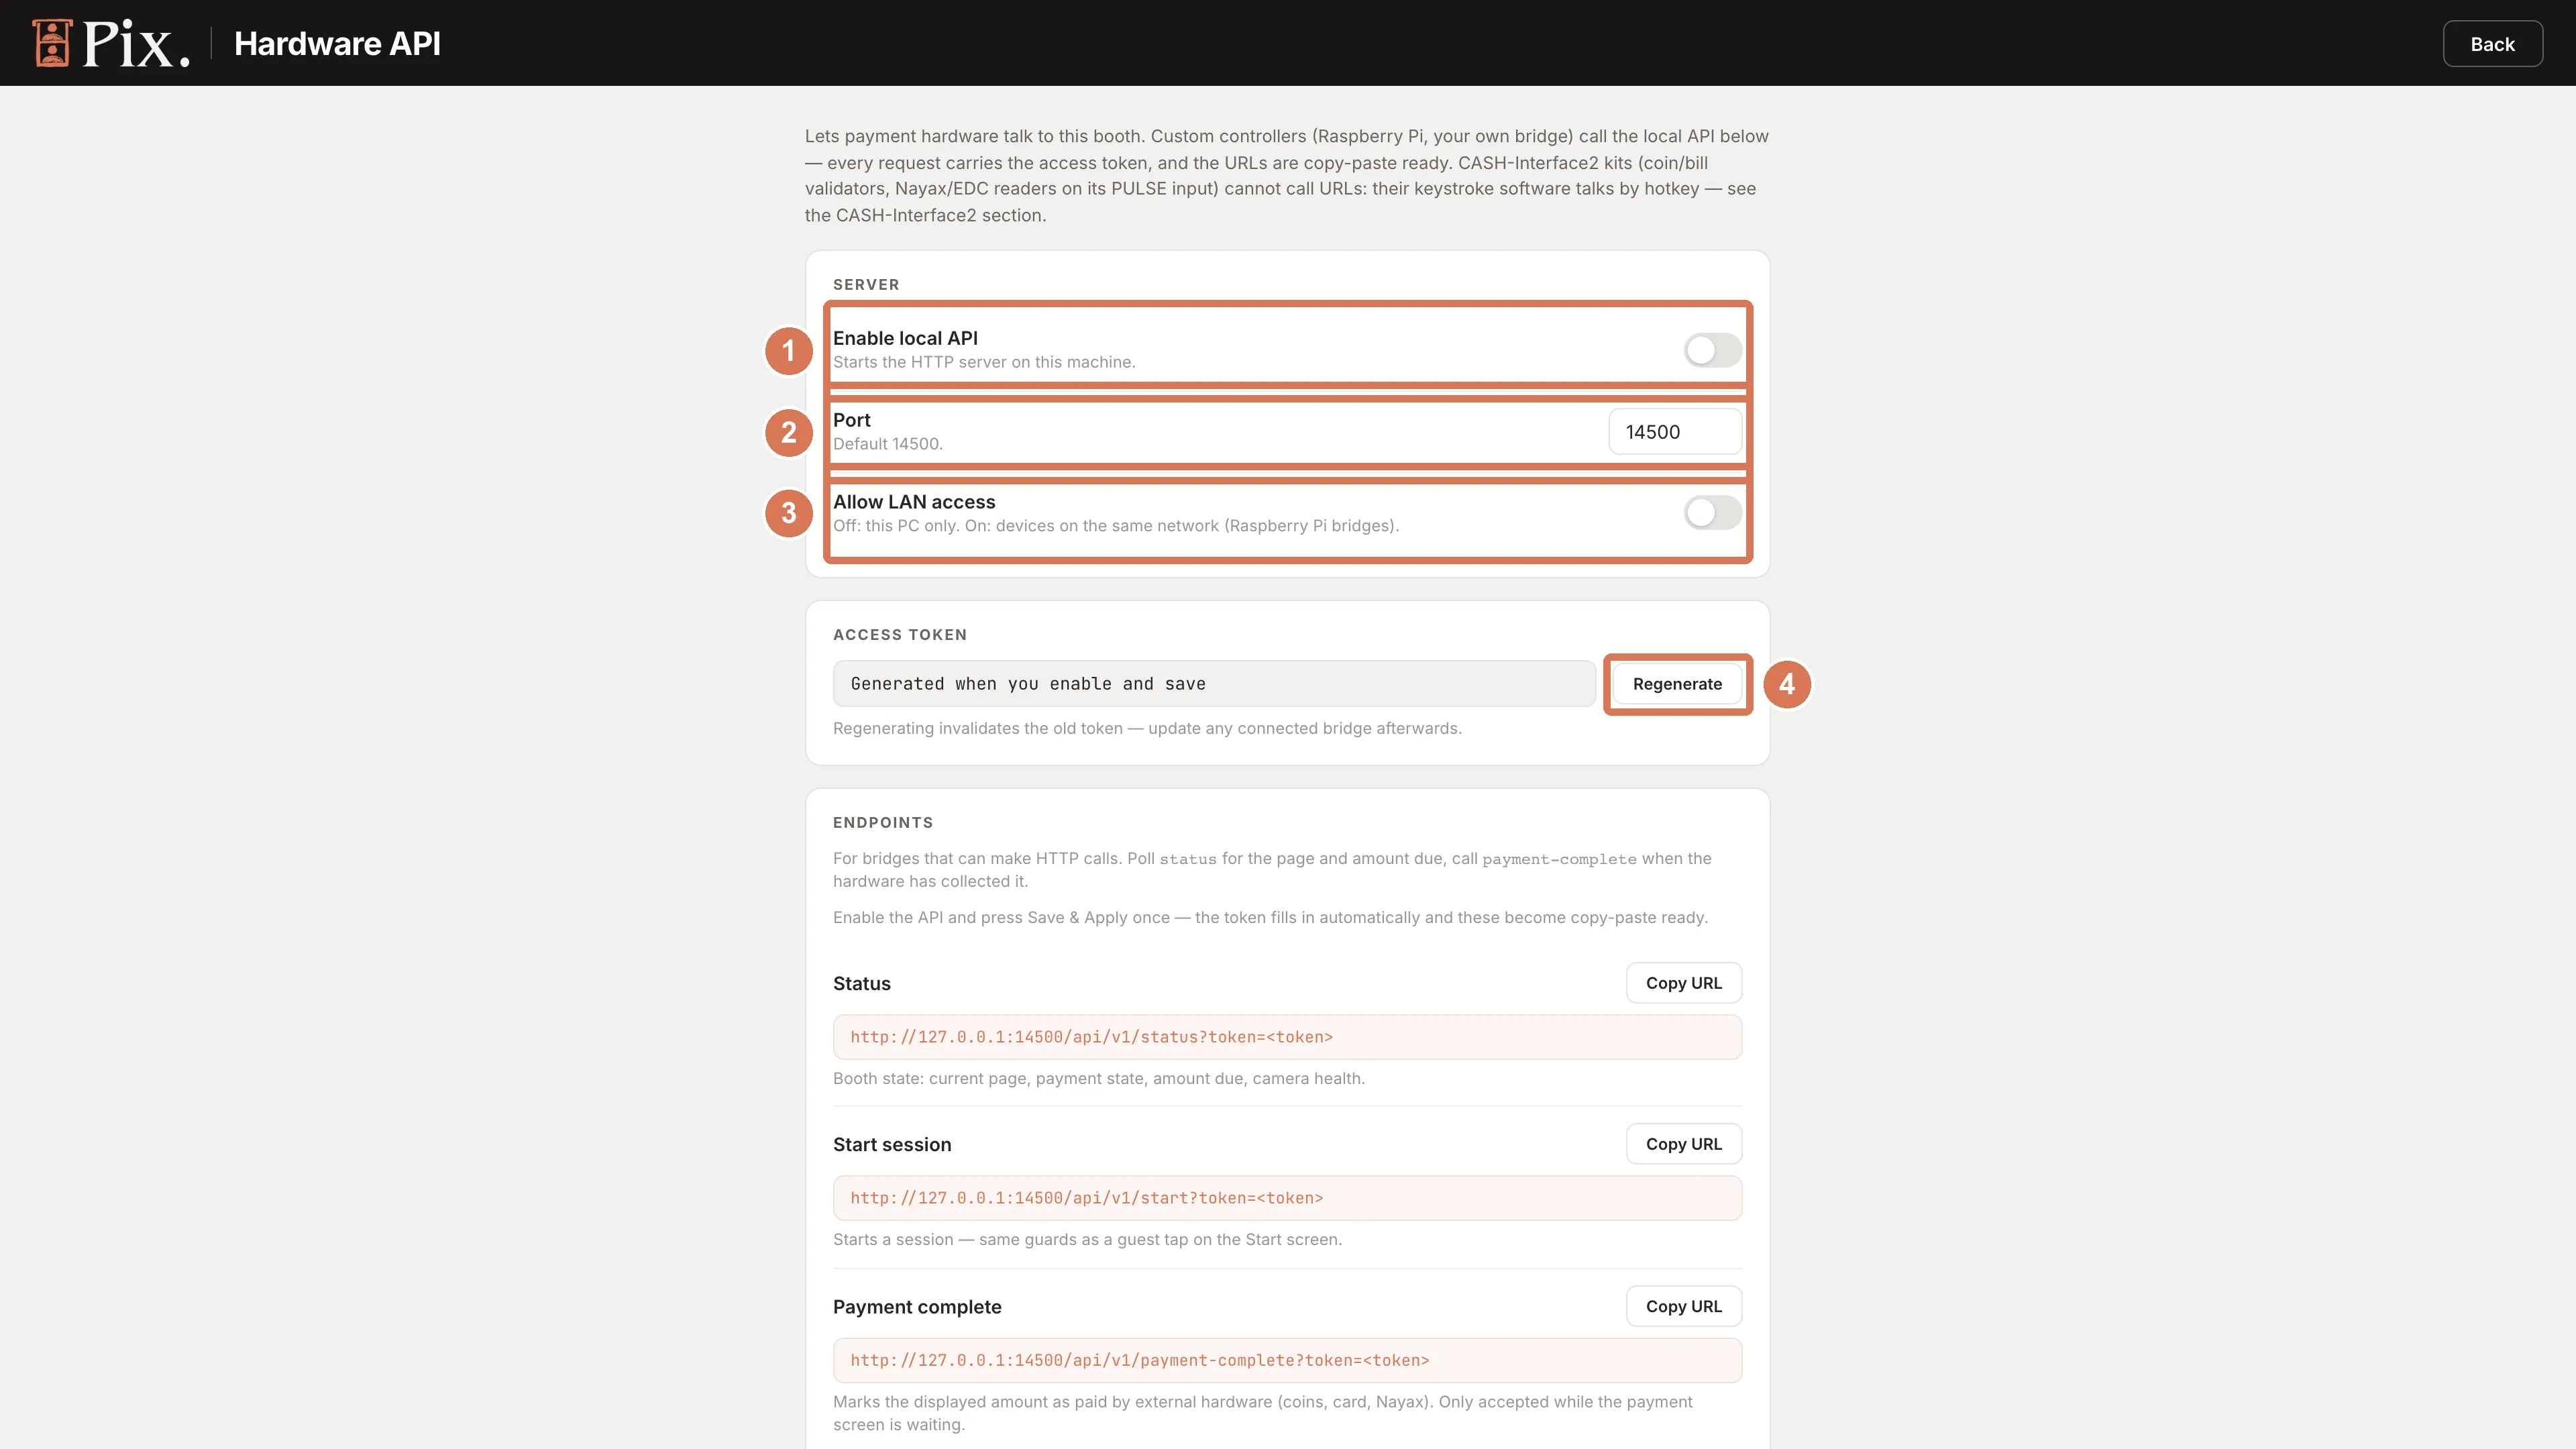 Pix.
Hardware API
Back
Lets payment hardware talk to this booth. Custom controllers (Raspberry Pi, your own bridge) call the local API below
— every request carries the access token, and the URLs are copy-paste ready. CASH-Interface2 kits (coin/bill
validators, Nayax/EDC readers on its PULSE input) cannot call URLs: their keystroke software talks by hotkey — see
the CASH-Interface2 section.
SERVER
1
Enable local API
Starts the HTTP server on this machine.
2
Port
Default 14500.
14500
3
Allow LAN access
Off: this PC only. On: devices on the same network (Raspberry Pi bridges).
ACCESS TOKEN
Generated when you enable and save
Regenerate
4
Regenerating invalidates the old token — update any connected bridge afterwards.
ENDPOINTS
For bridges that can make HTTP calls. Poll status for the page and amount due, call payment-complete when the
hardware has collected it.
Enable the API and press Save & Apply once — the token fills in automatically and these become copy-paste ready.
Status
Copy URL
http://127.0.0.1:14500/api/v1/status?token=<token>
Booth state: current page, payment state, amount due, camera health.
Start session
Copy URL
http://127.0.0.1:14500/api/v1/start?token=<token>
Starts a session — same guards as a guest tap on the Start screen.
Payment complete
Copy URL
http://127.0.0.1:14500/api/v1/payment-complete?token=<token>
Marks the displayed amount as paid by external hardware (coins, card, Nayax). Only accepted while the payment
screen is waiting.